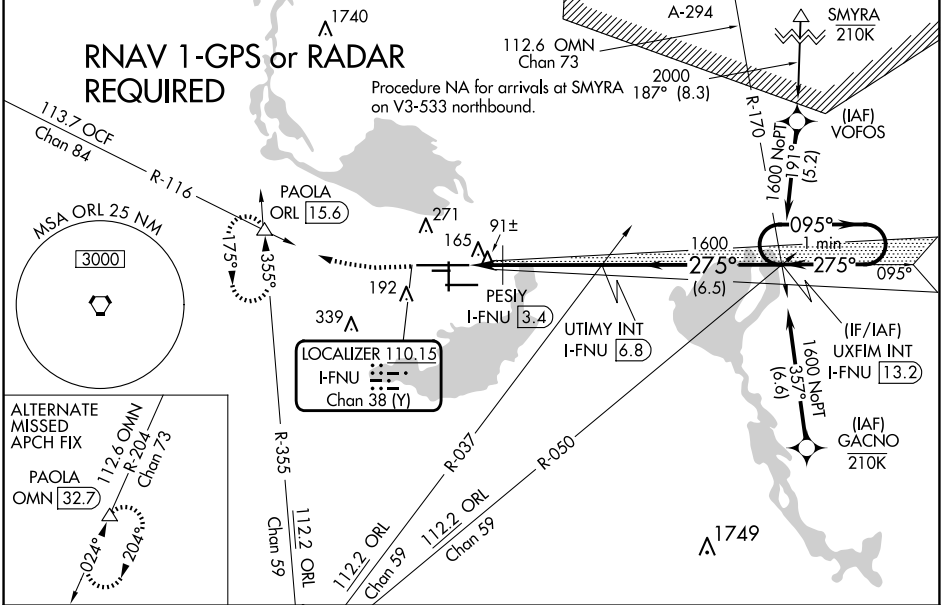 1740
RNAV 1-GPS or RADAR
REQUIRED
A-294
SMYRA
210K
112.6 OMN
Chan 73
Procedure NA for arrivals at SMYRA
on V3-533 northbound.
2000
187° (8.3)
R-170
(IAF)
VOFOS
1600 NoPT
191°
(5.2)
113.7 OCF
Chan 84
R-116
PAOLA
ORL 15.6
MSA ORL 25 NM
3000
175°
355°
271
165
91±
1600
275°
(6.5)
095°
1 min
275°
095°
192
PESIY
I-FNU 3.4
339
UTIMY INT
I-FNU 6.8
(IF/IAF)
UXFIM INT
I-FNU 13.2
LOCALIZER 110.15
I-FNU
Chan 38 (Y)
1600 NoPT
357°
(6.6)
(IAF)
GACNO
210K
ALTERNATE
MISSED
APCH FIX
112.6 OMN
R-204
Chan 73
PAOLA
OMN 32.7
024°
204°
R-355
112.2 ORL
Chan 59
R-037
112.2 ORL
Chan 59
R-050
112.2 ORL
Chan 59
1749